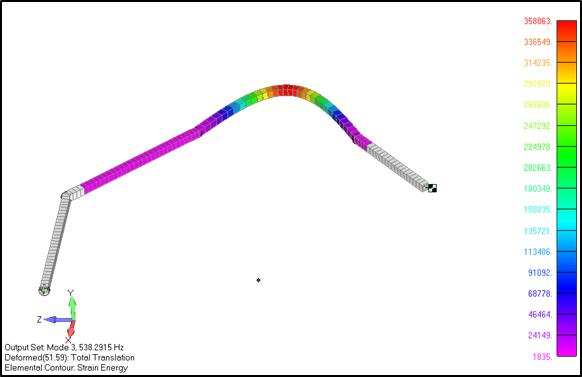 358863.
336549.
314235.
291920.
269606.
247292.
224978.
202663.
180349.
158035.
135721.
113406.
91092.
68778.
46464.
24149.
1835.
Y
Z
X
Output Set: Mode 3, 538.2915 Hz
Deformed(51.59): Total Translation
Elemental Contour: Strain Energy